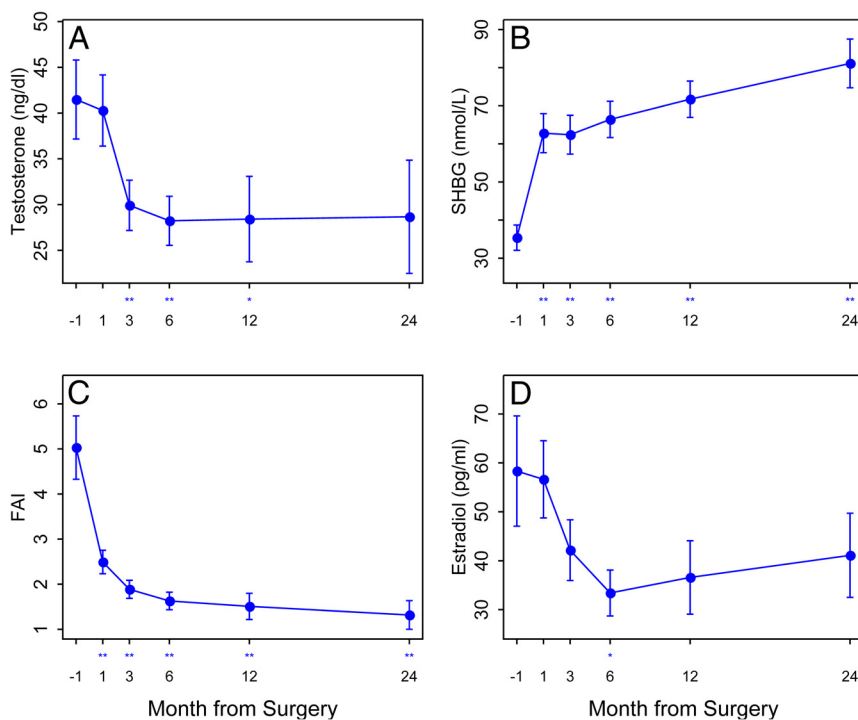 A
Testosterone (ng/dl)
50
45
40
35
30
25
** ** *
-1 1 3 6 12 24
B
SHBG (nmol/L)
90
70
50
30
** ** ** ** **
-1 1 3 6 12 24
C
FAI
6
5
4
3
2
1
** ** ** ** **
-1 1 3 6 12 24
Month from Surgery
D
Estradiol (pg/ml)
70
60
50
40
30
*
-1 1 3 6 12 24
Month from Surgery